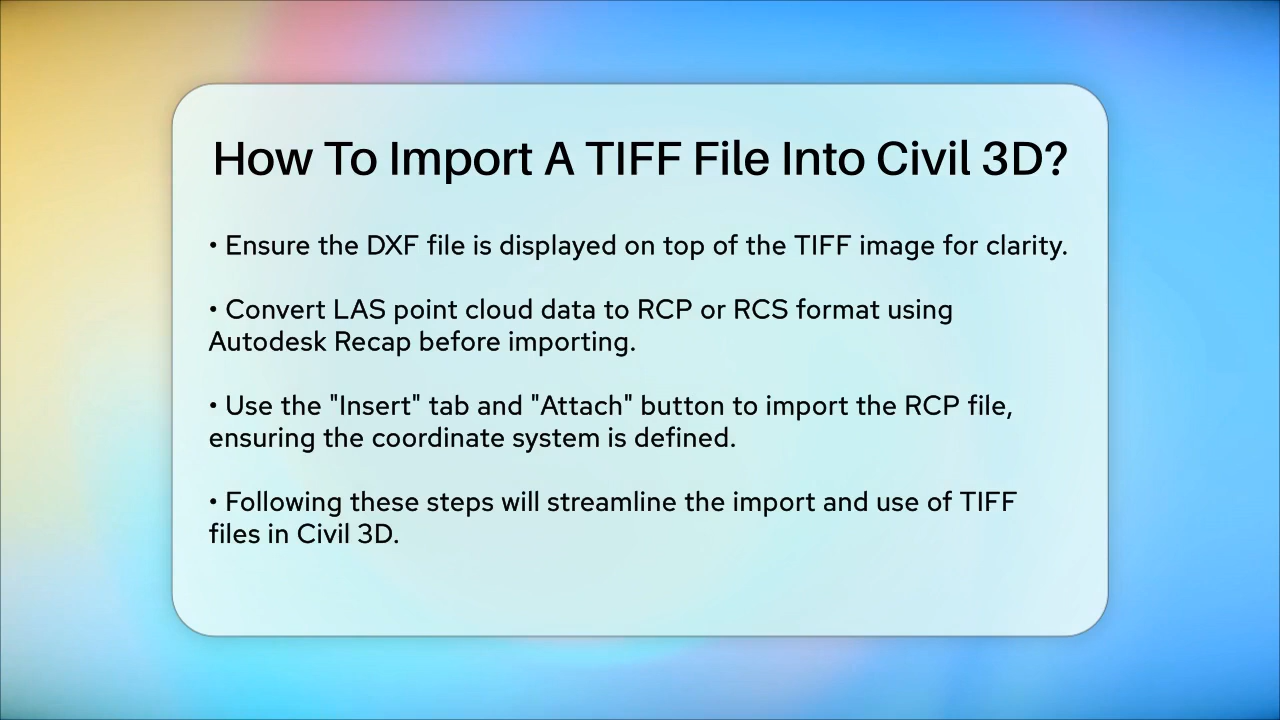 How To Import A TIFF File Into Civil 3D?
• Ensure the DXF file is displayed on top of the TIFF image for clarity.
• Convert LAS point cloud data to RCP or RCS format using
Autodesk Recap before importing.
• Use the "Insert" tab and "Attach" button to import the RCP file,
ensuring the coordinate system is defined.
• Following these steps will streamline the import and use of TIFF
files in Civil 3D.